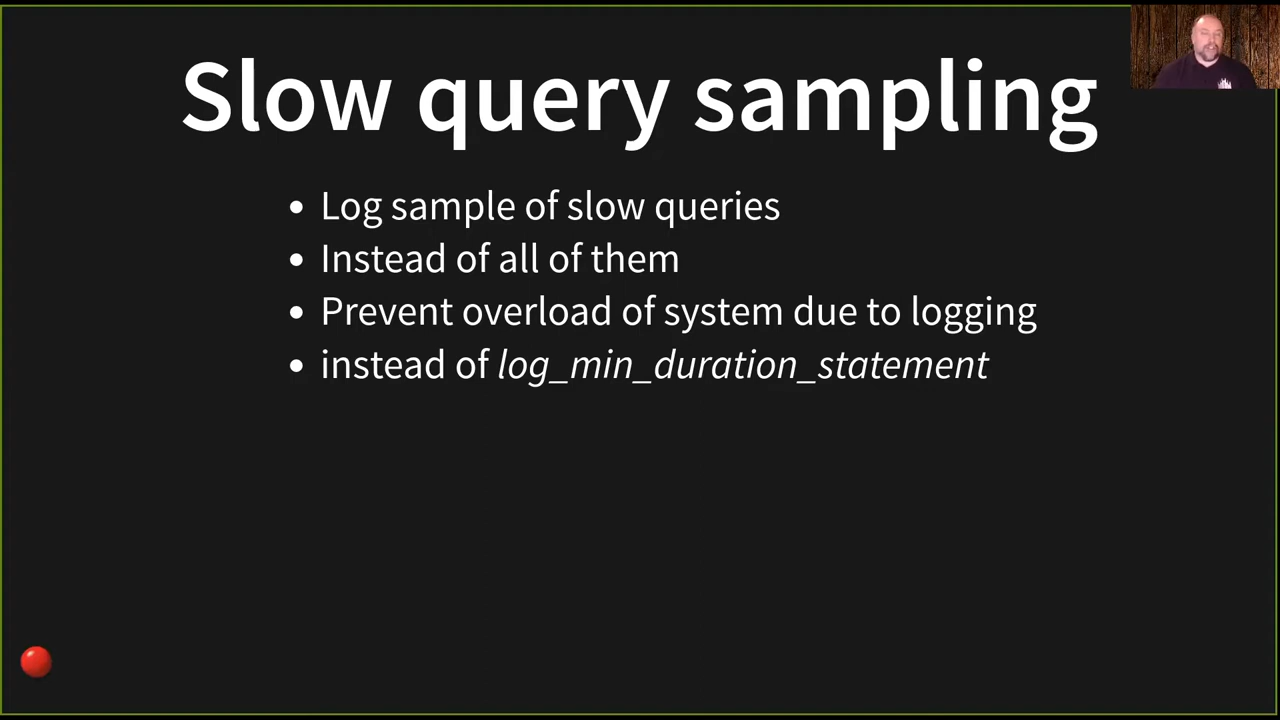 Slow query sampling
• Log sample of slow queries
• Instead of all of them
• Prevent overload of system due to logging
• instead of log_min_duration_statement